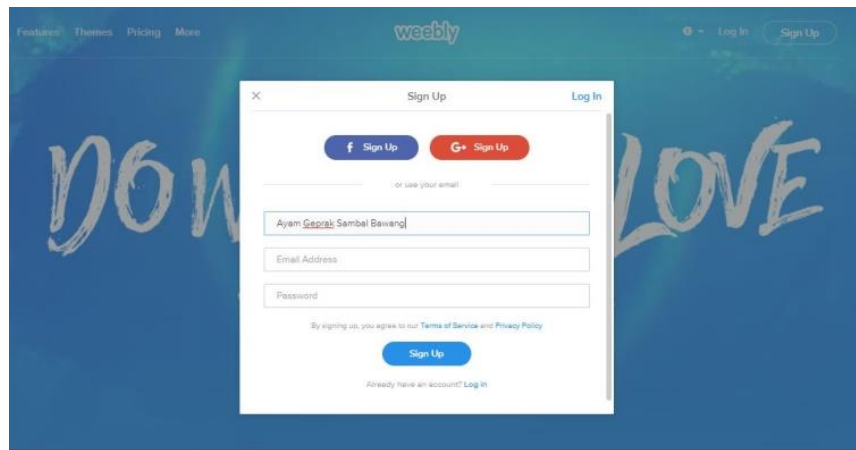 Features Themes Pricing More weebly Log In Sign Up
× Sign Up Log In
f Sign Up G+ Sign Up
or use your email
DO LOVE
Ayam Geprak Sambal Bawang
Email Address
Password
By signing up, you agree to our Terms of Service and Privacy Policy
Sign Up
Already have an account? Log in